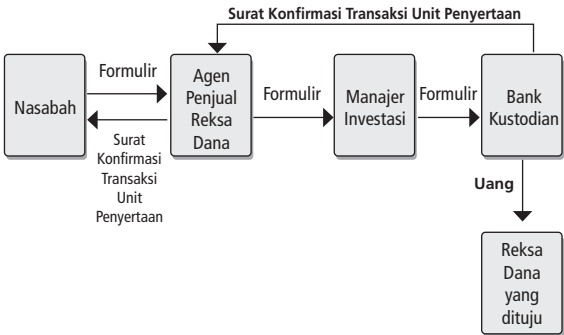 Surat Konfirmasi Transaksi Unit Penyertaan
Nasabah
Formulir
Surat
Konfirmasi
Transaksi
Unit
Penyertaan
Agen
Penjual
Reksa
Dana
Formulir
Manajer
Investasi
Formulir
Bank
Kustodian
Uang
Reksa
Dana
yang
dituju